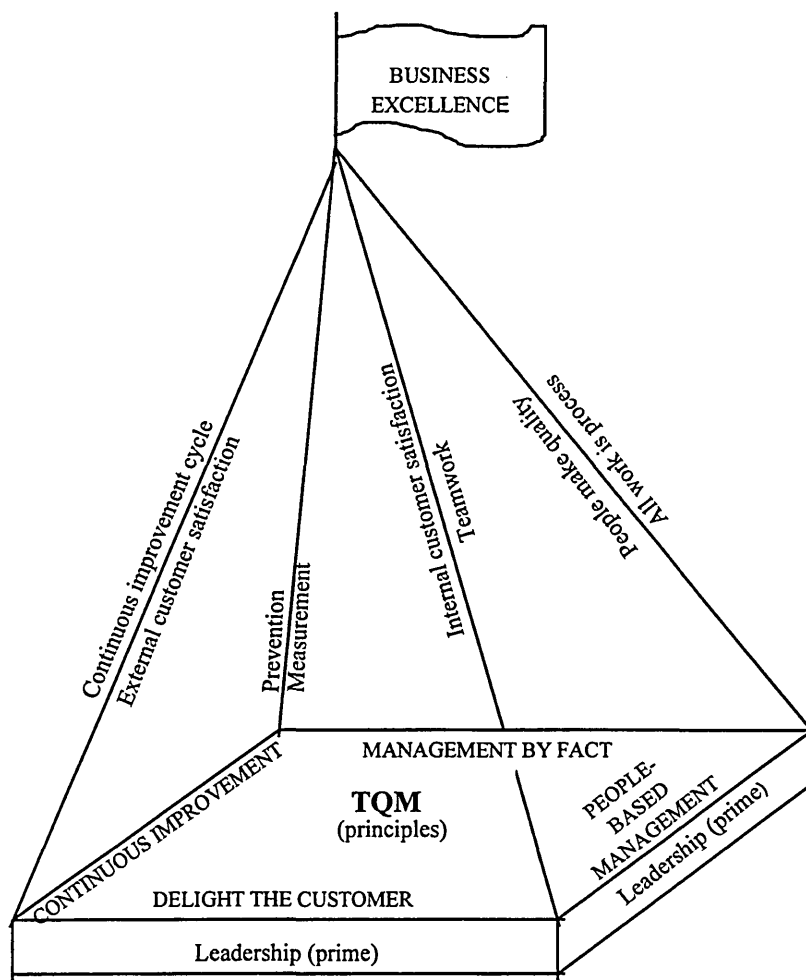 BUSINESS
EXCELLENCE
Continuous improvement cycle
External customer satisfaction
Prevention
Measurement
Internal customer satisfaction
Teamwork
People make quality
All work is process
MANAGEMENT BY FACT
CONTINUOUS IMPROVEMENT
TQM
(principles)
PEOPLE-
BASED
MANAGEMENT
Leadership (prime)
DELIGHT THE CUSTOMER
Leadership (prime)